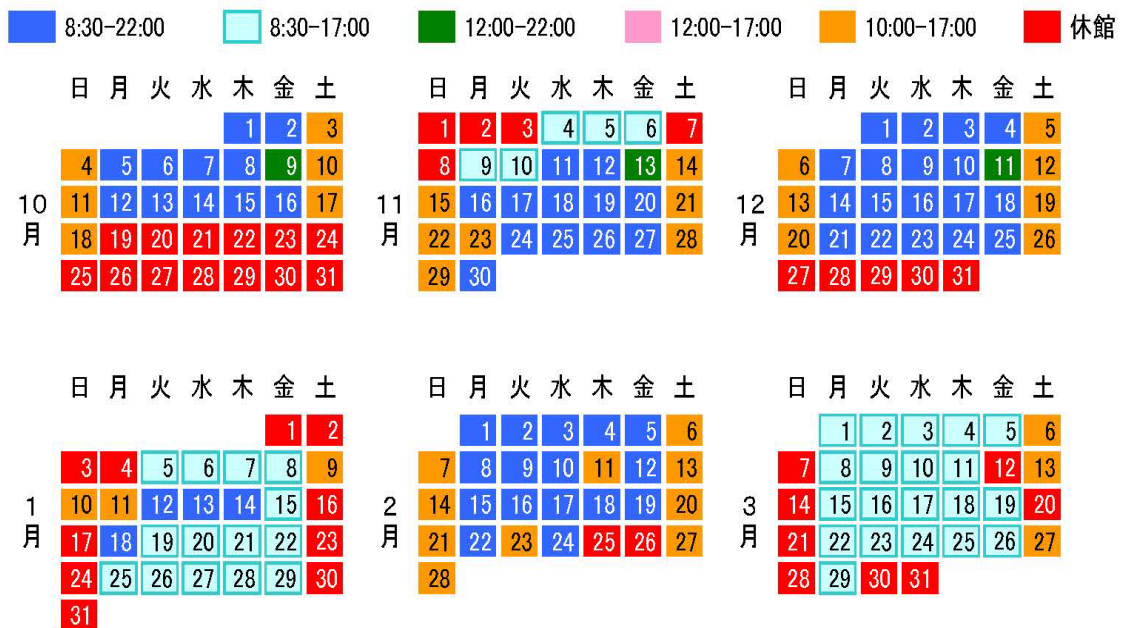 8:30-22:00 8:30-17:00 12:00-22:00 12:00-17:00 10:00-17:00 休館
日 月 火 水 木 金 土
1 2 3
4 5 6 7 8 9 10
10月 11 12 13 14 15 16 17
18 19 20 21 22 23 24
25 26 27 28 29 30 31
日 月 火 水 木 金 土
1 2 3 4 5 6 7
8 9 10 11 12 13 14
11月 15 16 17 18 19 20 21
22 23 24 25 26 27 28
29 30
日 月 火 水 木 金 土
1 2 3 4 5
6 7 8 9 10 11 12
12月 13 14 15 16 17 18 19
20 21 22 23 24 25 26
27 28 29 30 31
日 月 火 水 木 金 土
1 2
3 4 5 6 7 8 9
1月 10 11 12 13 14 15 16
17 18 19 20 21 22 23
24 25 26 27 28 29 30
31
日 月 火 水 木 金 土
1 2 3 4 5 6
7 8 9 10 11 12 13
2月 14 15 16 17 18 19 20
21 22 23 24 25 26 27
28
日 月 火 水 木 金 土
1 2 3 4 5 6
7 8 9 10 11 12 13
3月 14 15 16 17 18 19 20
21 22 23 24 25 26 27
28 29 30 31